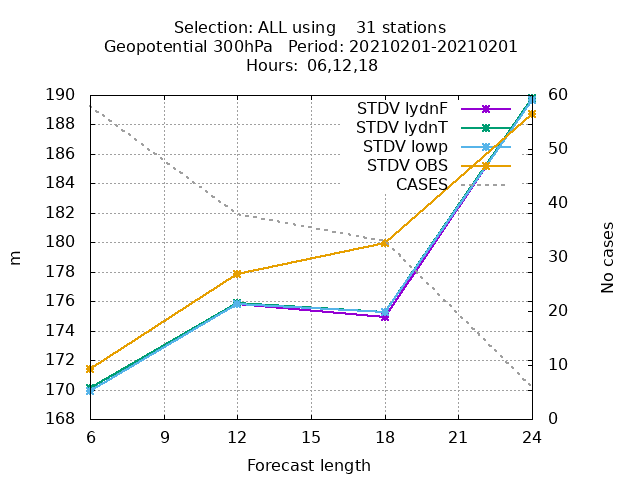 Selection: ALL using    31 stations
Geopotential 300hPa   Period: 20210201-20210201
Hours:  06,12,18
190
188
186
184
182
180
178
176
174
172
170
168
m
60
50
40
30
20
10
0
No cases
STDV lydnF
STDV lydnT
STDV lowp
STDV OBS
CASES
6 9 12 15 18 21 24
Forecast length